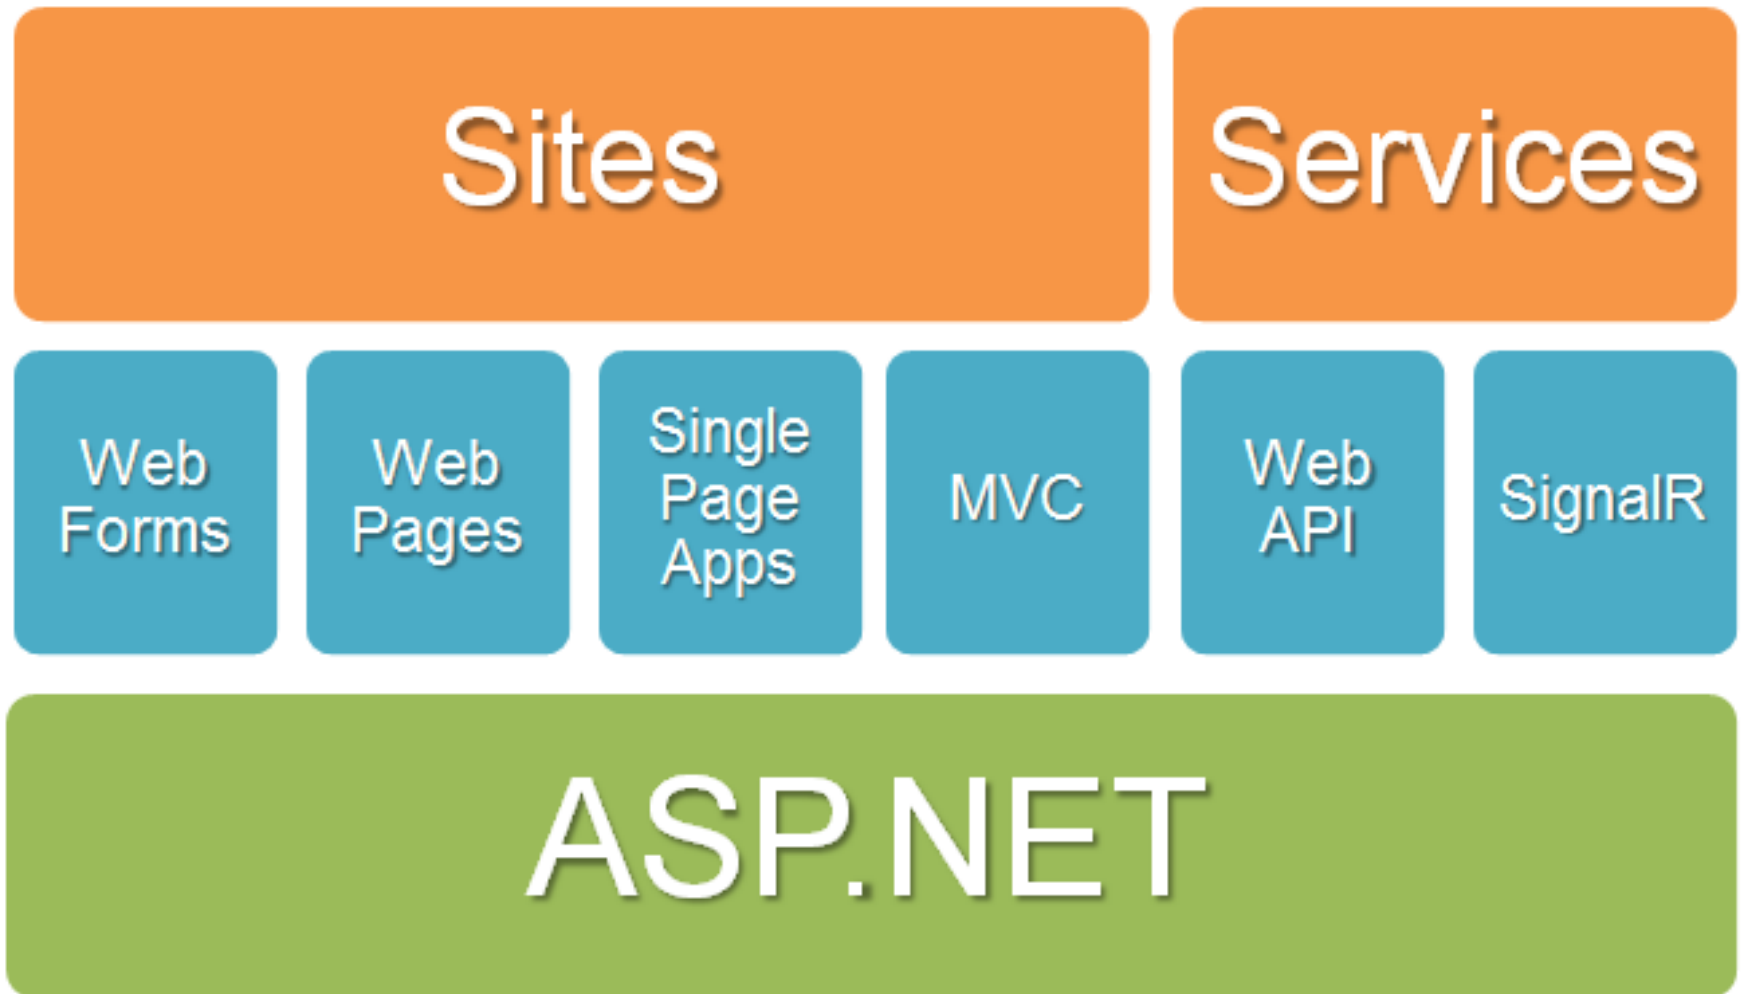 Sites
Services
Web
Forms
Web
Pages
Single
Page
Apps
MVC
Web
API
SignalR
ASP.NET